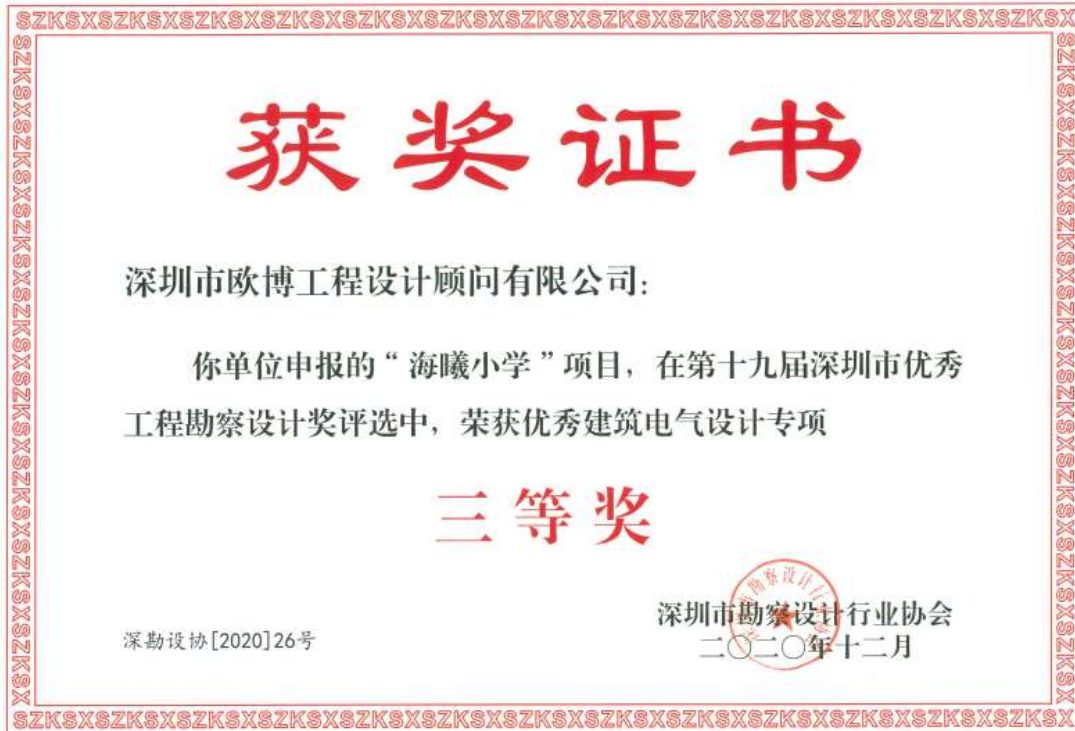 SZKSXSZKSXSZKSXSZKSXSZKSXSZKSXSZKSXSZKSXSZKSXSZKSXSZKSX
获奖证书
深圳市欧博工程设计顾问有限公司：
你单位申报的“海曦小学”项目，在第十九届深圳市优秀
工程勘察设计奖评选中，荣获优秀建筑电气设计专项
三等奖
深圳市勘察设计行业协会
二〇二〇年十二月
深勘设协[2020]26号